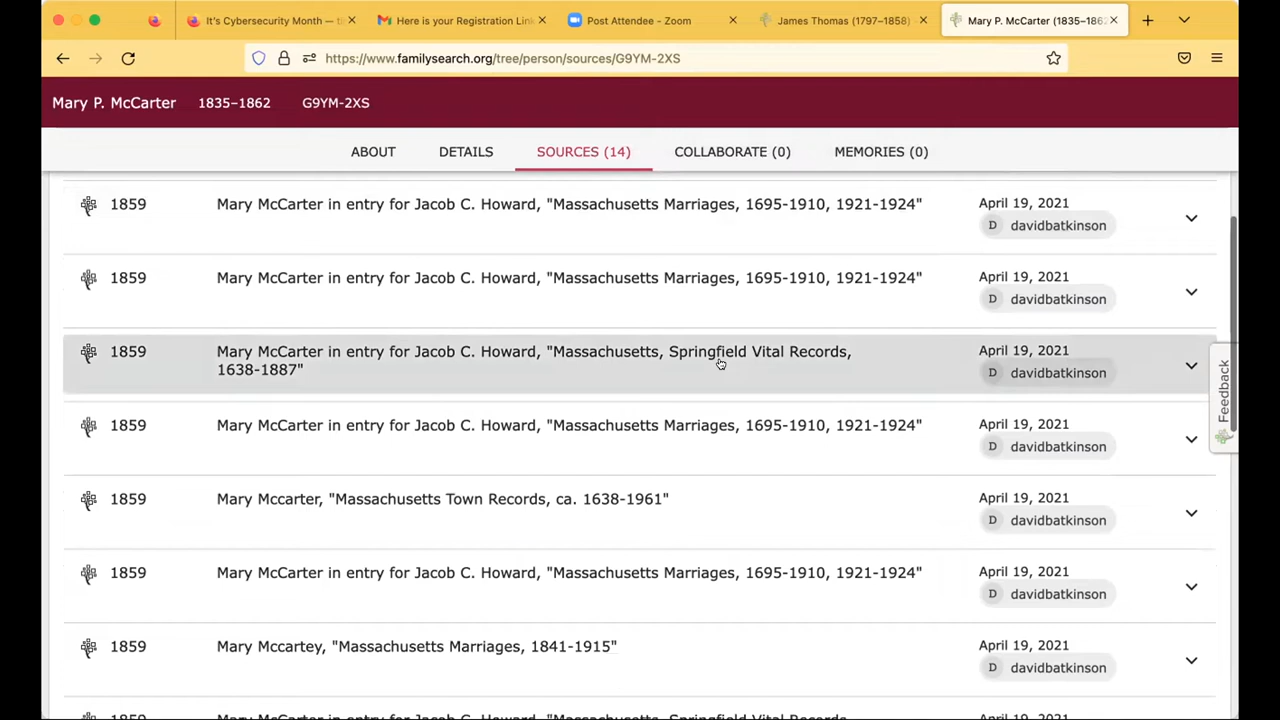 It's Cybersecurity Month —
Here is your Registration Lin
Post Attendee - Zoom
James Thomas (1797–1858)
Mary P. McCarter (1835–186
https://www.familysearch.org/tree/person/sources/G9YM-2XS
Mary P. McCarter 1835–1862 G9YM-2XS
ABOUT DETAILS SOURCES (14) COLLABORATE (0) MEMORIES (0)
1859 Mary McCarter in entry for Jacob C. Howard, "Massachusetts Marriages, 1695-1910, 1921-1924" April 19, 2021
D davidbatkinson
1859 Mary McCarter in entry for Jacob C. Howard, "Massachusetts Marriages, 1695-1910, 1921-1924" April 19, 2021
D davidbatkinson
1859 Mary McCarter in entry for Jacob C. Howard, "Massachusetts, Springfield Vital Records, April 19, 2021
1638-1887" D davidbatkinson
Feedback
1859 Mary McCarter in entry for Jacob C. Howard, "Massachusetts Marriages, 1695-1910, 1921-1924" April 19, 2021
D davidbatkinson
1859 Mary Mccarter, "Massachusetts Town Records, ca. 1638-1961" April 19, 2021
D davidbatkinson
1859 Mary McCarter in entry for Jacob C. Howard, "Massachusetts Marriages, 1695-1910, 1921-1924" April 19, 2021
D davidbatkinson
1859 Mary Mccartey, "Massachusetts Marriages, 1841-1915" April 19, 2021
D davidbatkinson